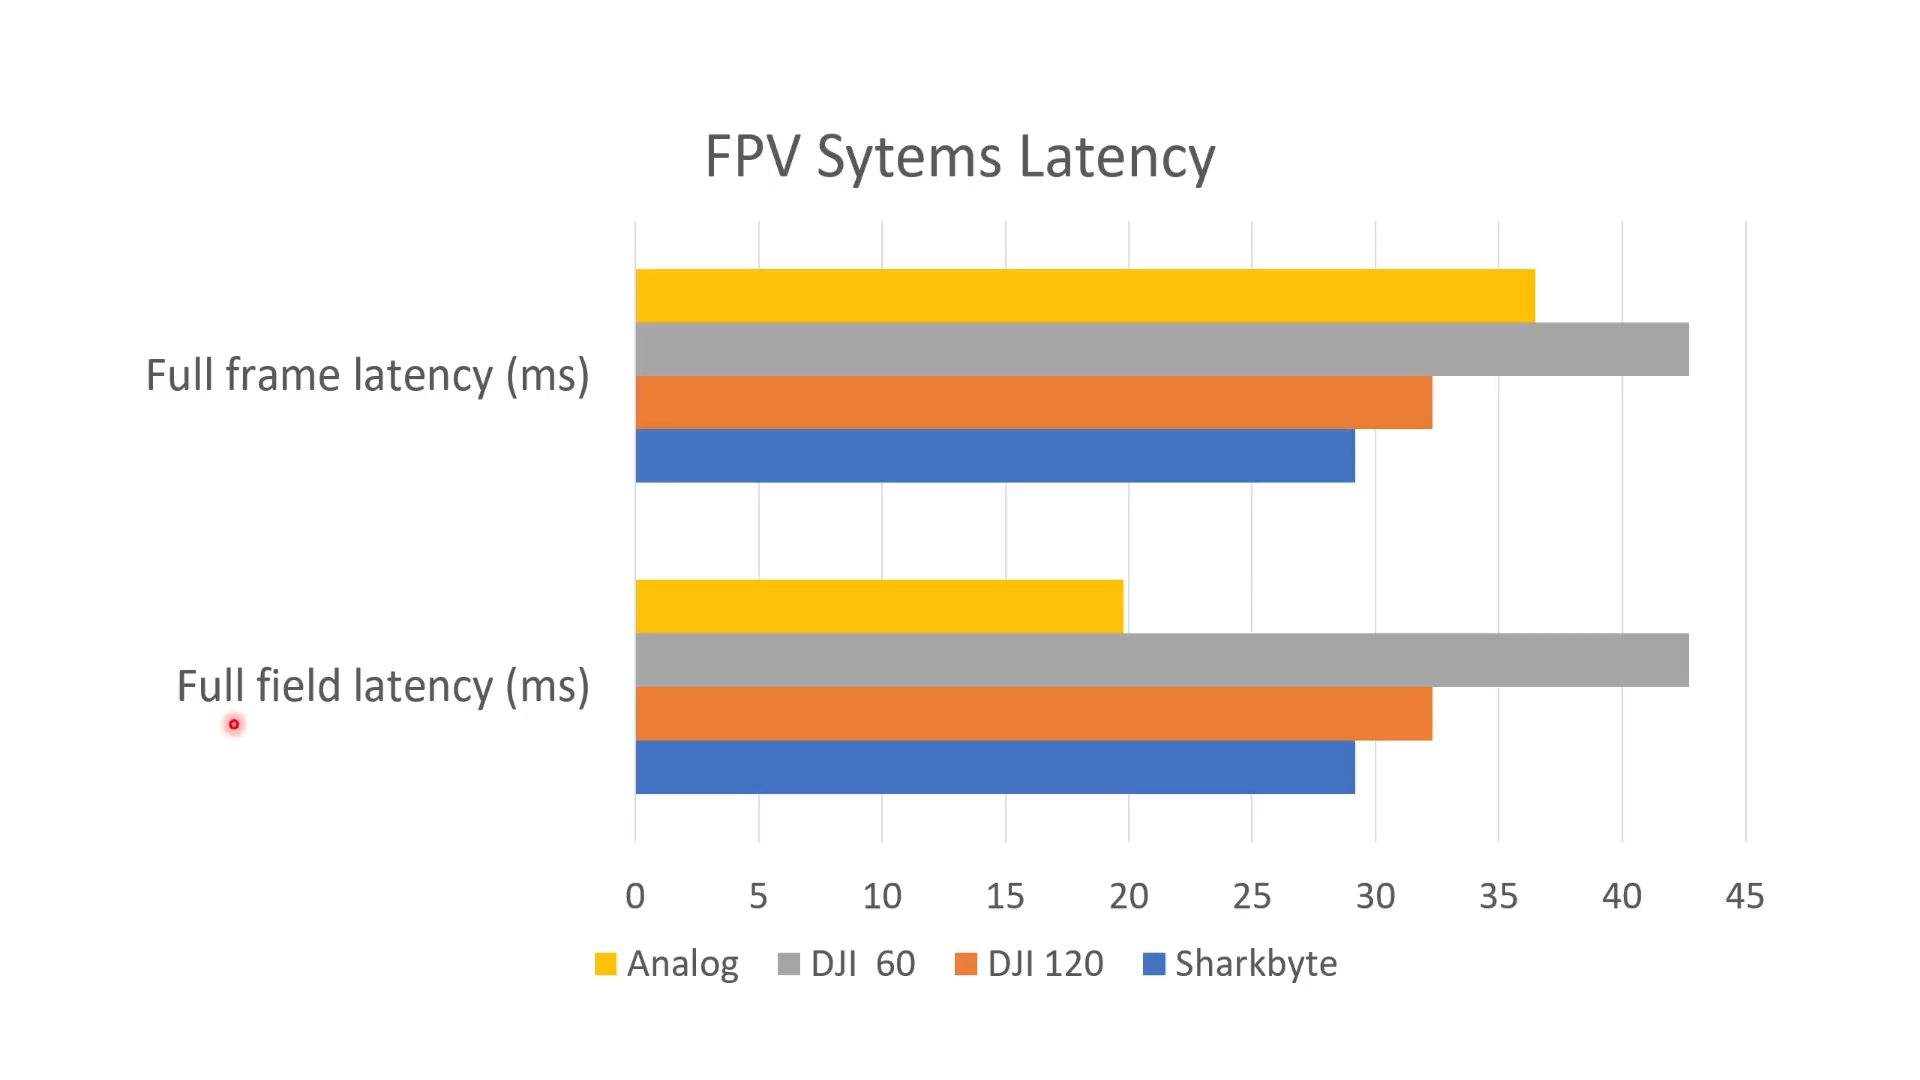 FPV Sytems Latency
Full frame latency (ms)
Full field latency (ms)
0 5 10 15 20 25 30 35 40 45
Analog DJI 60 DJI 120 Sharkbyte